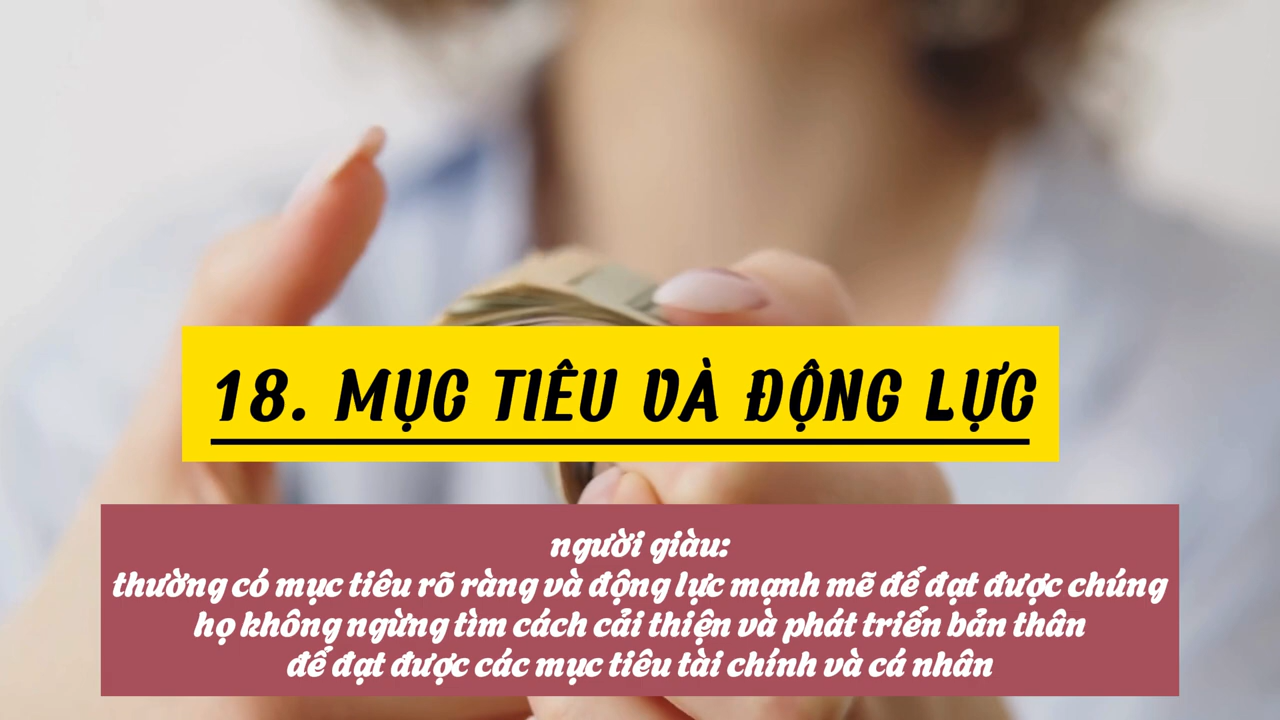 18. MỤC TIÊU VÀ ĐỘNG LỰC
người giàu:
thường có mục tiêu rõ ràng và động lực mạnh mẽ để đạt được chúng
họ không ngừng tìm cách cải thiện và phát triển bản thân
để đạt được các mục tiêu tài chính và cá nhân